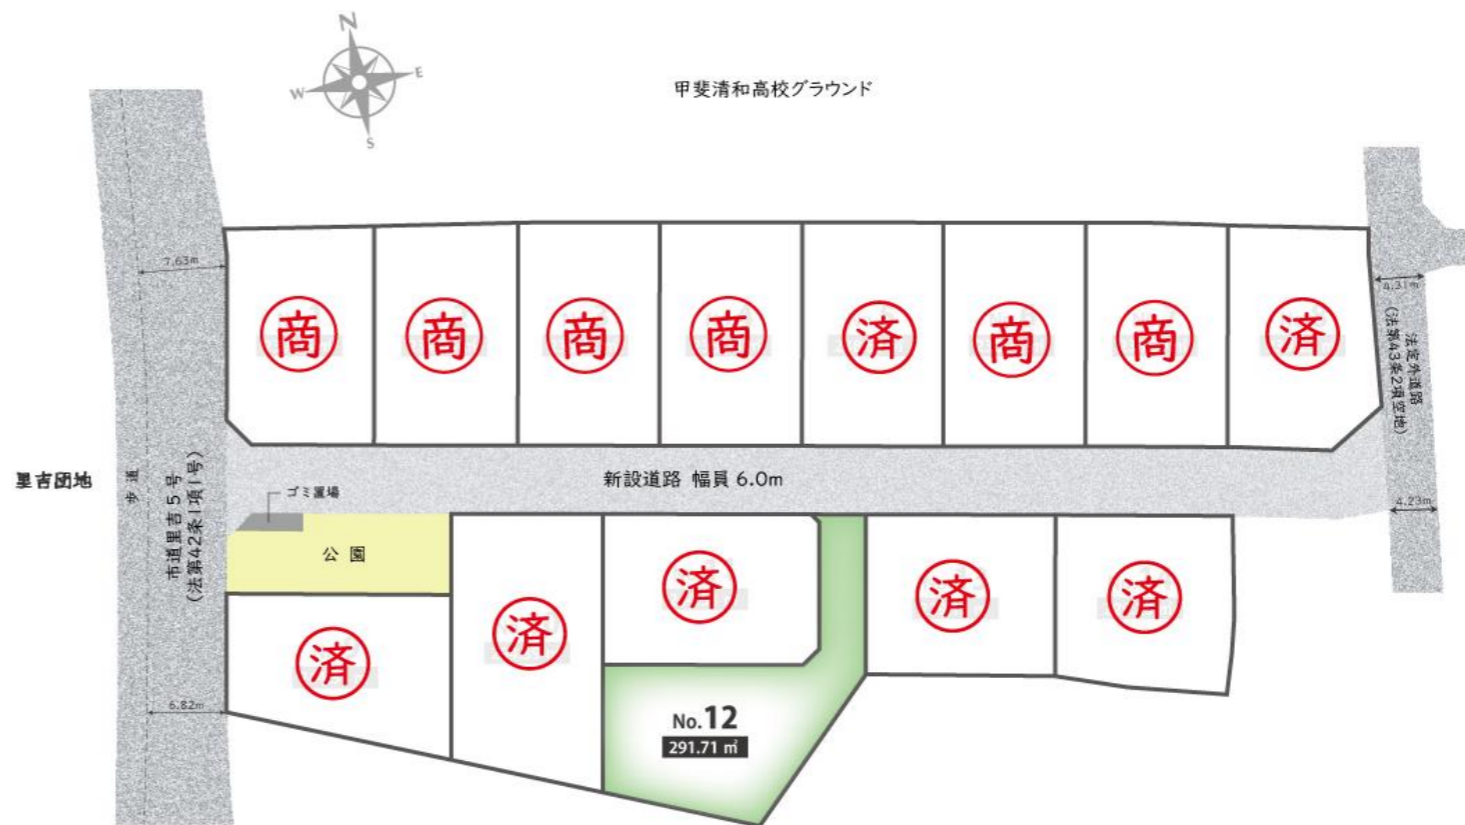 N
W
E
S
甲斐清和高校グラウンド
7.63m
商
商
商
商
済
商
商
済
4.31m
法定外道路
(法第43条2項空地)
里吉団地
歩道
市道里吉5号
(法第42条1項1号)
新設道路 幅員 6.0m
4.23m
ゴミ置場
公園
済
済
済
済
済
6.82m
No.12
291.71 ㎡